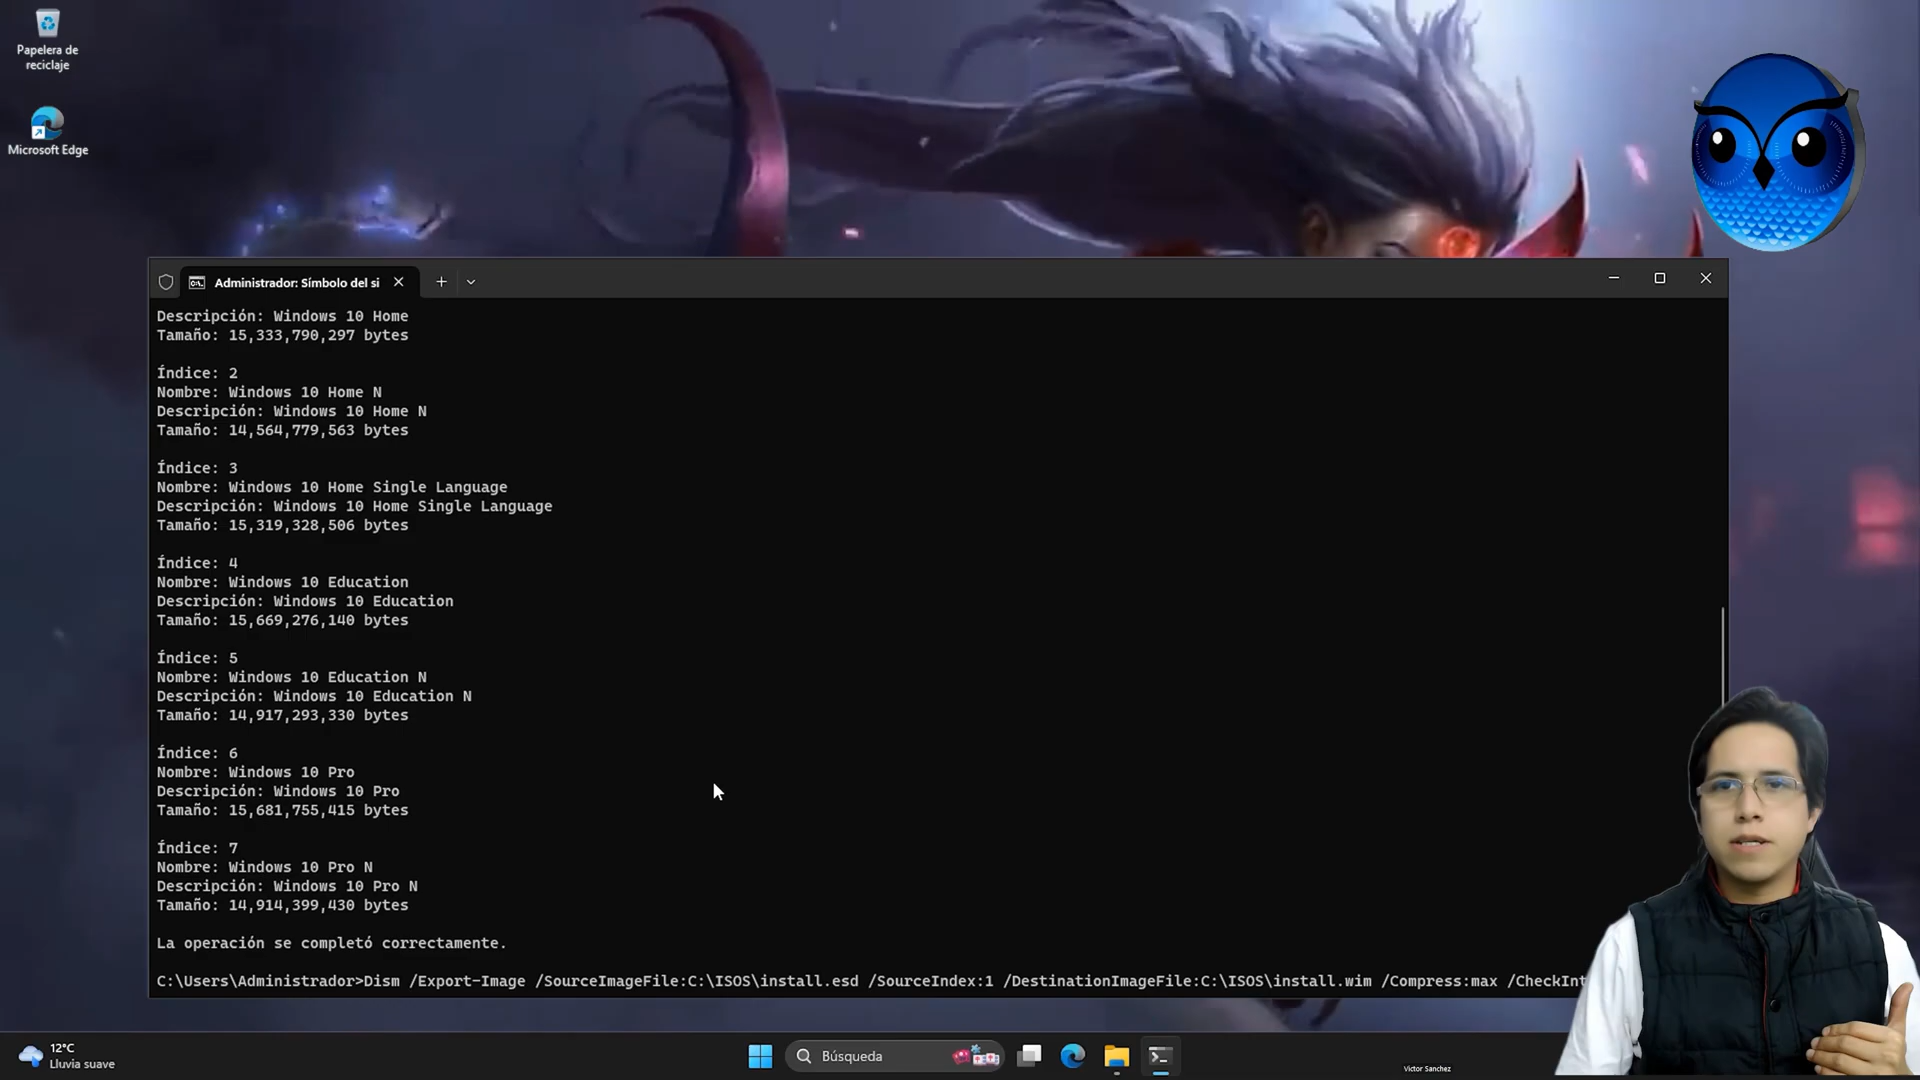 Papelera de
reciclaje
Microsoft Edge
Administrador: Símbolo del si
Descripción: Windows 10 Home
Tamaño: 15,333,790,297 bytes
Índice: 2
Nombre: Windows 10 Home N
Descripción: Windows 10 Home N
Tamaño: 14,564,779,563 bytes
Índice: 3
Nombre: Windows 10 Home Single Language
Descripción: Windows 10 Home Single Language
Tamaño: 15,319,328,506 bytes
Índice: 4
Nombre: Windows 10 Education
Descripción: Windows 10 Education
Tamaño: 15,669,276,140 bytes
Índice: 5
Nombre: Windows 10 Education N
Descripción: Windows 10 Education N
Tamaño: 14,917,293,330 bytes
Índice: 6
Nombre: Windows 10 Pro
Descripción: Windows 10 Pro
Tamaño: 15,681,755,415 bytes
Índice: 7
Nombre: Windows 10 Pro N
Descripción: Windows 10 Pro N
Tamaño: 14,914,399,430 bytes
La operación se completó correctamente.
C:\Users\Administrador>Dism /Export-Image /SourceImageFile:C:\ISOS\install.esd /SourceIndex:1 /DestinationImageFile:C:\ISOS\install.wim /Compress:max /CheckInt
12°C
Lluvia suave
Búsqueda
Victor Sanchez